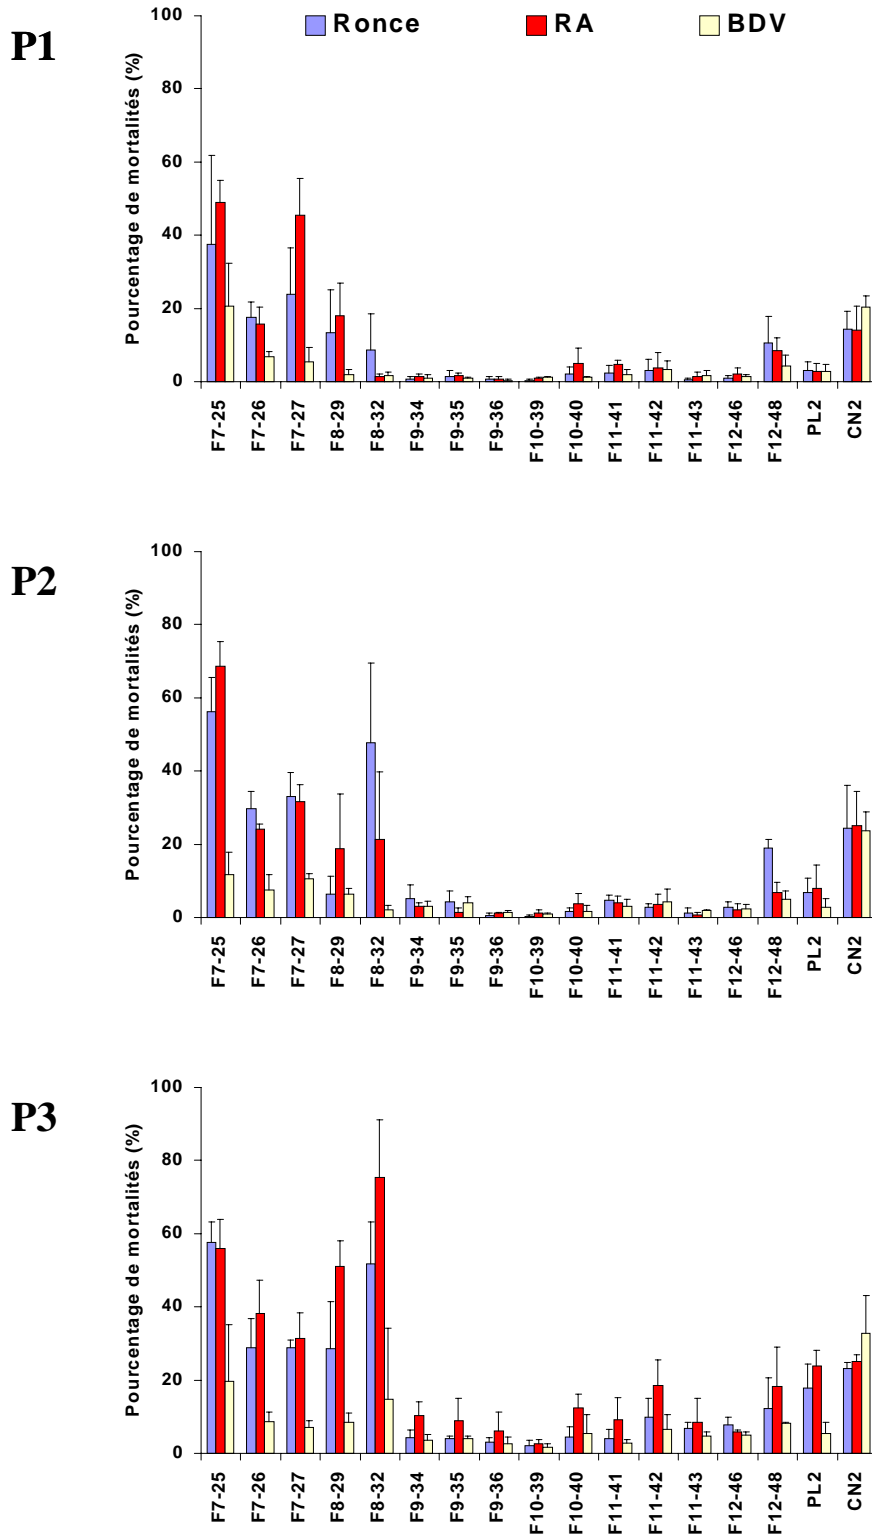 P1
Ronce RA BDV
Pourcentage de mortalités (%)
100
80
60
40
20
0
F7-25 F7-26 F7-27 F8-29 F8-32 F9-34 F9-35 F9-36 F10-39 F10-40 F11-41 F11-42 F11-43 F12-46 F12-48 PL2 CN2
P2
Pourcentage de mortalités (%)
100
80
60
40
20
0
F7-25 F7-26 F7-27 F8-29 F8-32 F9-34 F9-35 F9-36 F10-39 F10-40 F11-41 F11-42 F11-43 F12-46 F12-48 PL2 CN2
P3
Pourcentage de mortalités (%)
100
80
60
40
20
0
F7-25 F7-26 F7-27 F8-29 F8-32 F9-34 F9-35 F9-36 F10-39 F10-40 F11-41 F11-42 F11-43 F12-46 F12-48 PL2 CN2